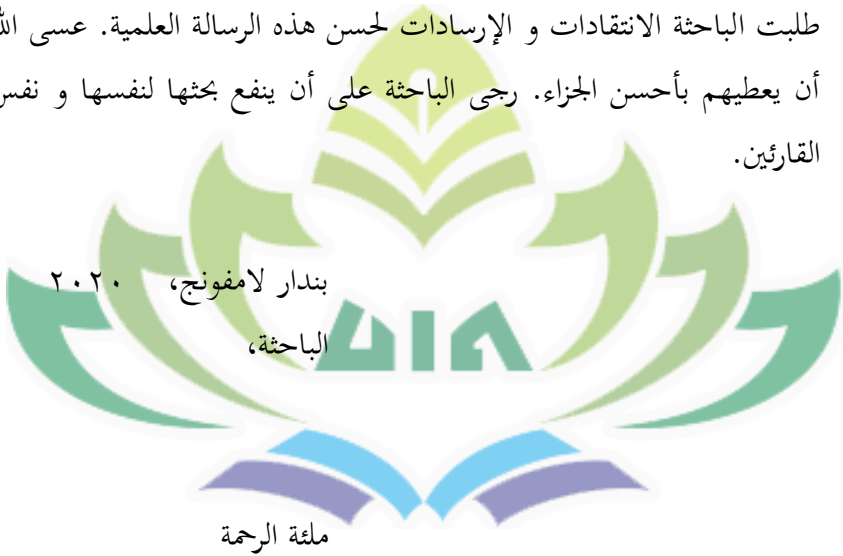 طلبت الباحثة الانتقادات و الإرسادات لحسن هذه الرسالة العلمية. عسى
أن يعطيهم بأحسن الجزاء. رجى الباحثة على أن ينفع بحثها لنفسها و
القارئين.
بندار لامفونج، ٢٠٢٠
الباحثة،
ملئة الرحمة